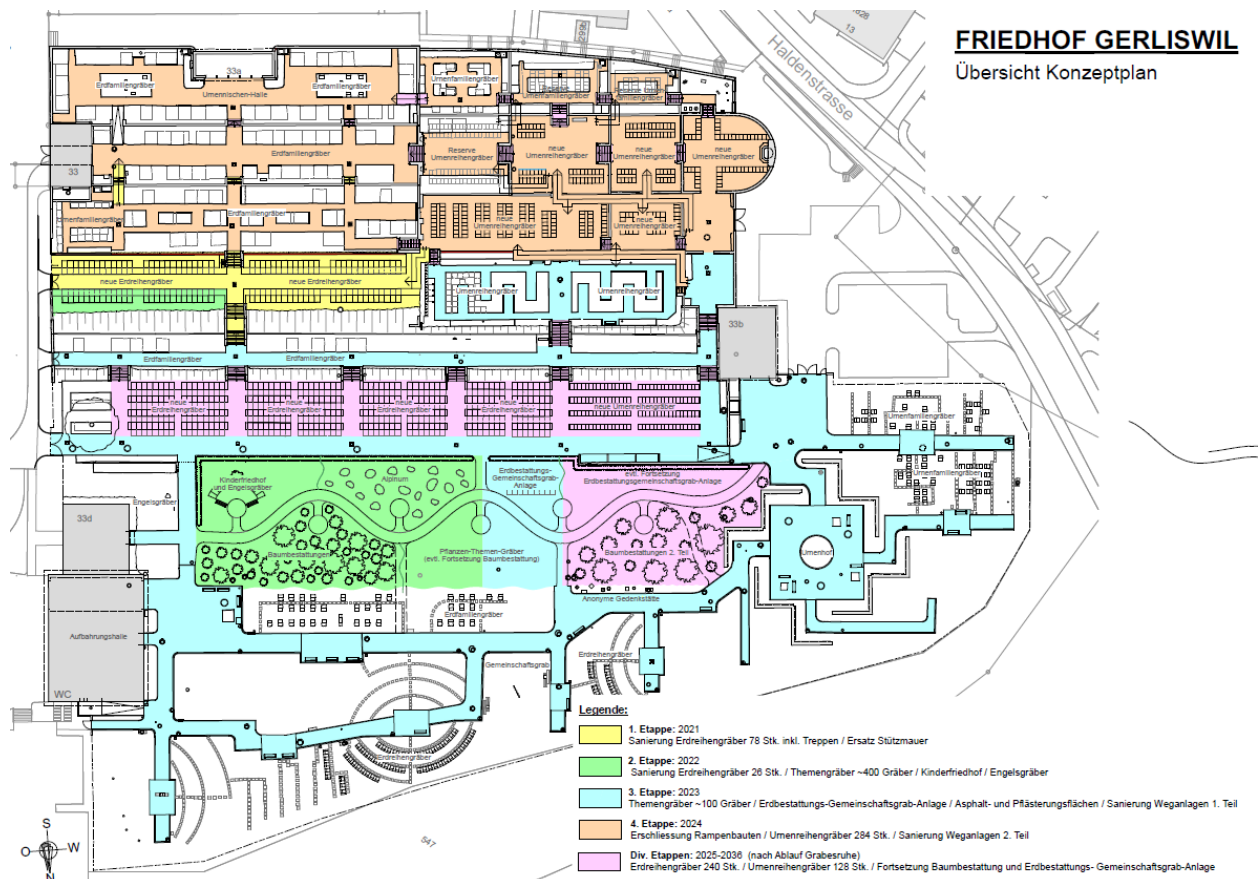 FRIEDHOF GERLISWIL
Übersicht Konzeptplan
Haldenstrasse
13
33a
Erdfamiliengräber
Erdfamiliengräber
Urnennischen-Halle
Urnenfamiliengräber
Urnenfamiliengräber
33
Erdfamiliengräber
Reserve
Urnenreihengräber
neue
Urnenreihengräber
neue
Urnenreihengräber
neue
Urnenreihengräber
Urnenfamiliengräber
Erdfamiliengräber
neue
Urnenreihengräber
neue
Urnenreihengräber
neue Erdreihengräber
neue Erdreihengräber
Urnenreihengräber
Urnenreihengräber
33b
Erdfamiliengräber
Erdfamiliengräber
neue
Erdreihengräber
neue
Erdreihengräber
neue
Erdreihengräber
neue
Erdreihengräber
neue Urnenreihengräber
Urnenfamiliengräber
Urnenfamiliengräber
Engelsgräber
Kinderfriedhof
und Engelsgräber
Alpinum
Erdbestattungs-
Gemeinschaftsgrab-
Anlage
evtl. Fortsetzung
Erdbestattungsgemeinschaftsgrab-Anlage
33d
Baumbestattungen
Pflanzen-Themen-Gräber
(evtl. Fortsetzung Baumbestattung)
Baumbestattungen 2. Teil
Urnenhof
Anonyme Gedenkstätte
Erdfamiliengräber
Aufbahrungshalle
WC
Gemeinschaftsgrab
Erdreihengräber
Erdreihengräber
547
S
O
W
N
Legende:
1. Etappe: 2021
Sanierung Erdreihengräber 78 Stk. inkl. Treppen / Ersatz Stützmauer
2. Etappe: 2022
Sanierung Erdreihengräber 26 Stk. / Themengräber ~400 Gräber / Kinderfriedhof / Engelsgräber
3. Etappe: 2023
Themengräber ~100 Gräber / Erdbestattungs-Gemeinschaftsgrab-Anlage / Asphalt- und Pflästerungsflächen / Sanierung Weganlagen 1. Teil
4. Etappe: 2024
Erschliessung Rampenbauten / Urnenreihengräber 284 Stk. / Sanierung Weganlagen 2. Teil
Div. Etappen: 2025-2036 (nach Ablauf Grabesruhe)
Erdreihengräber 240 Stk. / Urnenreihengräber 128 Stk. / Fortsetzung Baumbestattung und Erdbestattungs- Gemeinschaftsgrab-Anlage